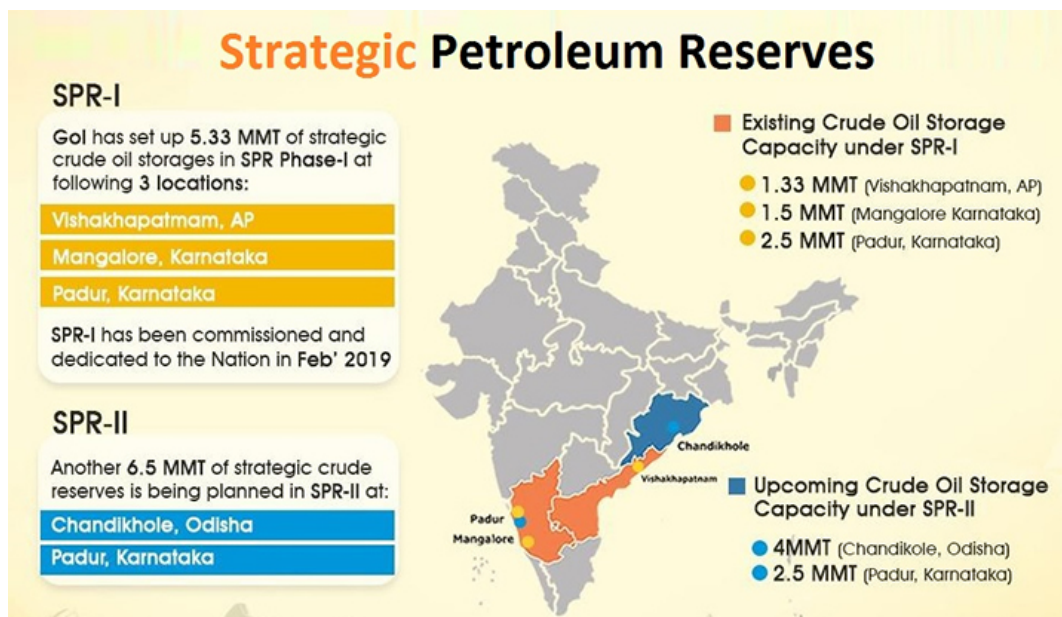 Strategic Petroleum Reserves
SPR-I
GoI has set up 5.33 MMT of strategic
crude oil storages in SPR Phase-I at
following 3 locations:
Vishakhapatmam, AP
Mangalore, Karnataka
Padur, Karnataka
SPR-I has been commissioned and
dedicated to the Nation in Feb' 2019
SPR-II
Another 6.5 MMT of strategic crude
reserves is being planned in SPR-II at:
Chandikhole, Odisha
Padur, Karnataka
Existing Crude Oil Storage
Capacity under SPR-I
1.33 MMT (Vishakhapatnam, AP)
1.5 MMT (Mangalore Karnataka)
2.5 MMT (Padur, Karnataka)
Chandikhole
Vishakhapatnam
Padur
Mangalore
Upcoming Crude Oil Storage
Capacity under SPR-II
4MMT (Chandikole, Odisha)
2.5 MMT (Padur, Karnataka)